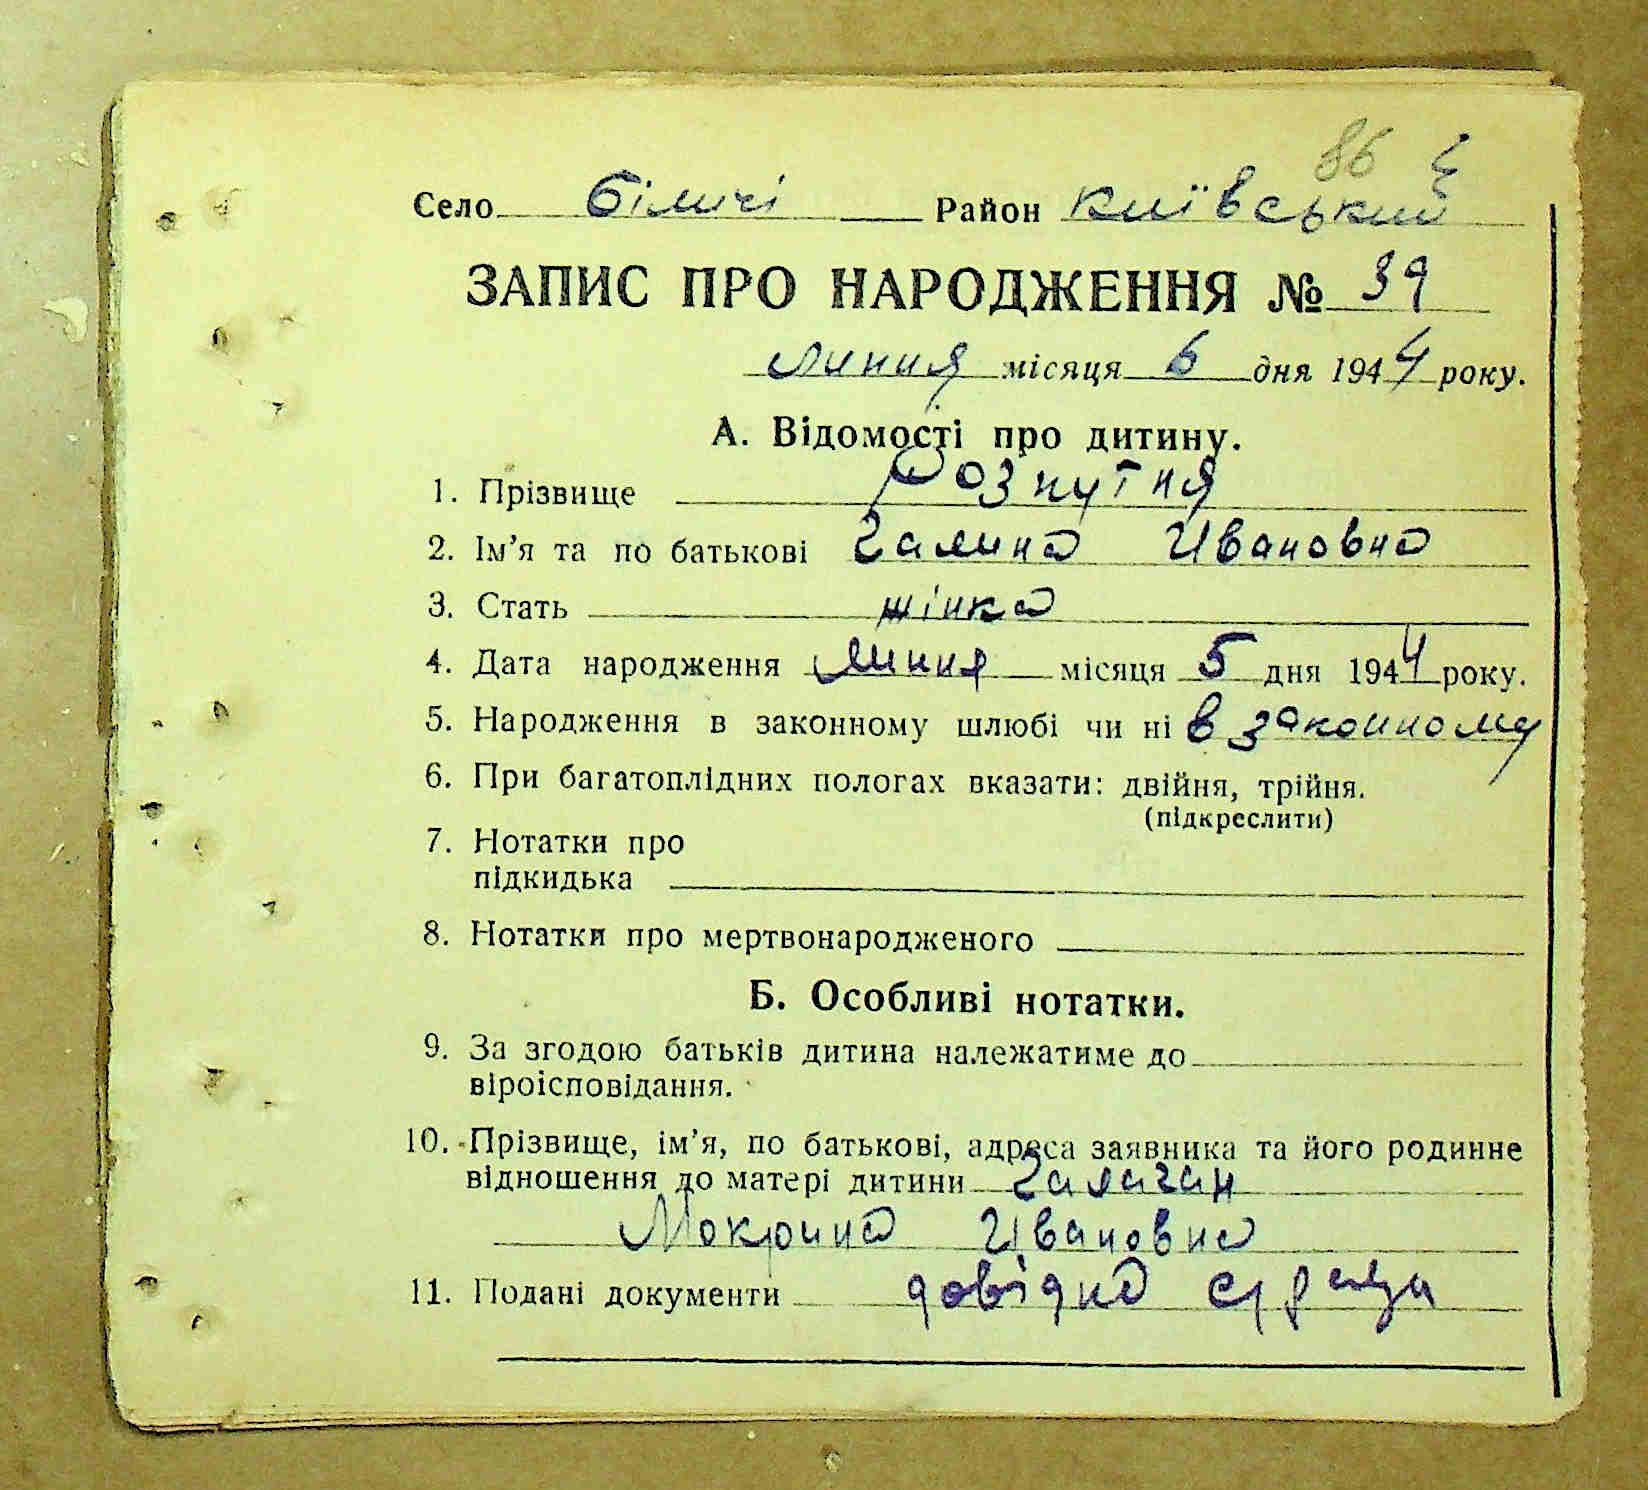 86
Село Біличі Район Київський
ЗАПИС ПРО НАРОДЖЕННЯ № 39
липня місяця 6 дня 1944 року.
А. Відомості про дитину.
1. Прізвище Розпутня
2. Ім'я та по батькові Галина Ивановна
3. Стать жінка
4. Дата народження липня місяця 5 дня 1944 року.
5. Народження в законному шлюбі чи ні в законному
6. При багатоплідних пологах вказати: двійня, трійня.
(підкреслити)
7. Нотатки про
підкидька
8. Нотатки про мертвонародженого
Б. Особливі нотатки.
9. За згодою батьків дитина належатиме до
віроісповідання.
10. Прізвище, ім'я, по батькові, адреса заявника та його родинне
відношення до матері дитини Галаган
Мокрина Ивановна
11. Подані документи довідка